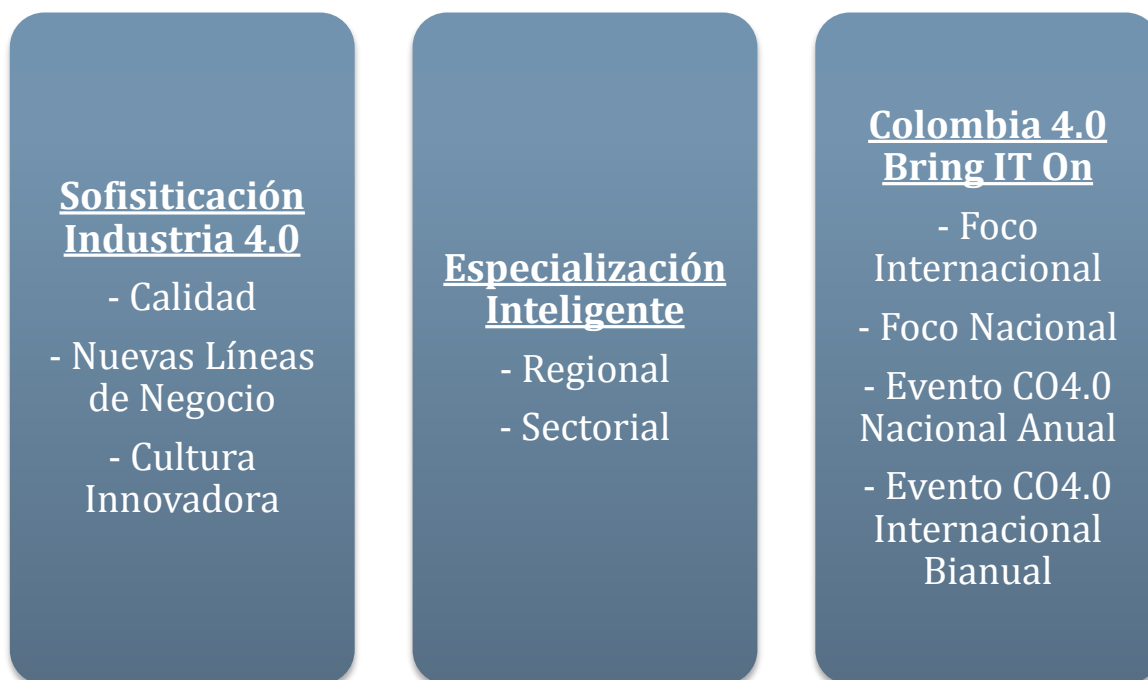 Sofisiticación
Industria 4.0
- Calidad
- Nuevas Líneas
de Negocio
- Cultura
Innovadora
Especialización
Inteligente
- Regional
- Sectorial
Colombia 4.0
Bring IT On
- Foco
Internacional
- Foco Nacional
- Evento CO4.0
Nacional Anual
- Evento CO4.0
Internacional
Bianual